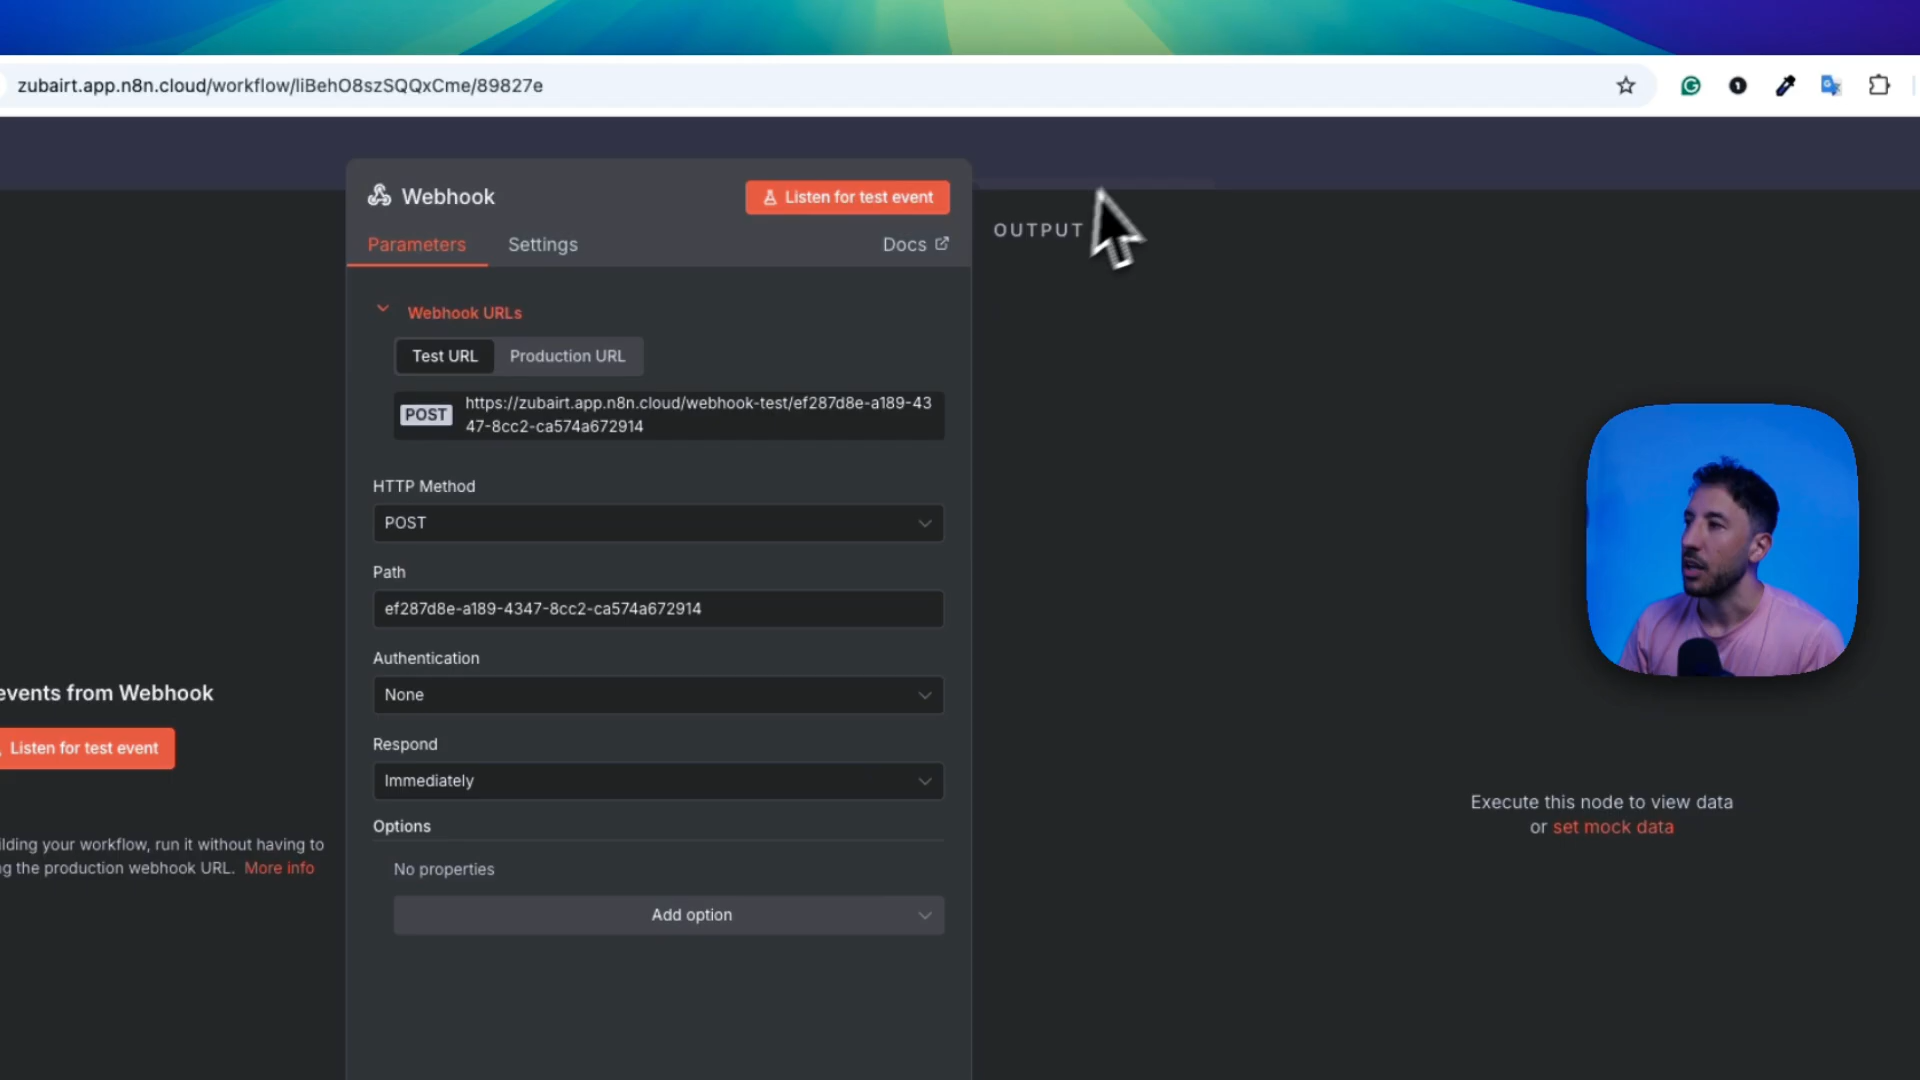 zubairt.app.n8n.cloud/workflow/liBehO8szSQQxCme/89827e
Webhook
Listen for test event
OUTPUT
Parameters
Settings
Docs
Webhook URLs
Test URL
Production URL
POST
https://zubairt.app.n8n.cloud/webhook-test/ef287d8e-a189-43
47-8cc2-ca574a672914
HTTP Method
POST
Path
ef287d8e-a189-4347-8cc2-ca574a672914
Authentication
None
events from Webhook
Listen for test event
Respond
Immediately
Execute this node to view data
or set mock data
Options
ilding your workflow, run it without having to
g the production webhook URL. More info
No properties
Add option